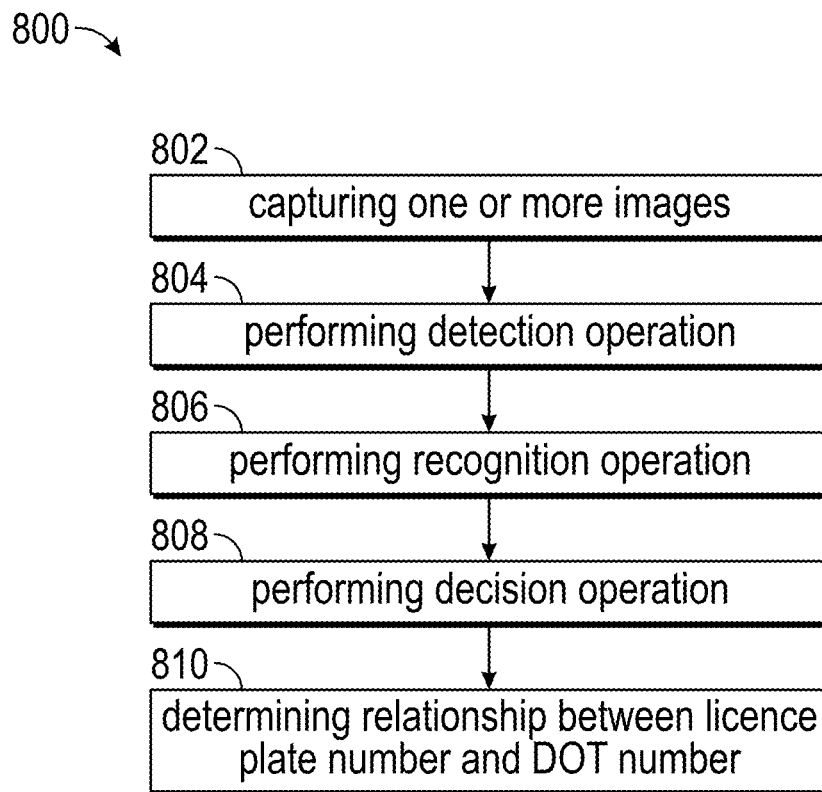 800
802
capturing one or more images
804
performing detection operation
806
performing recognition operation
808
performing decision operation
810
determining relationship between licence
plate number and DOT number